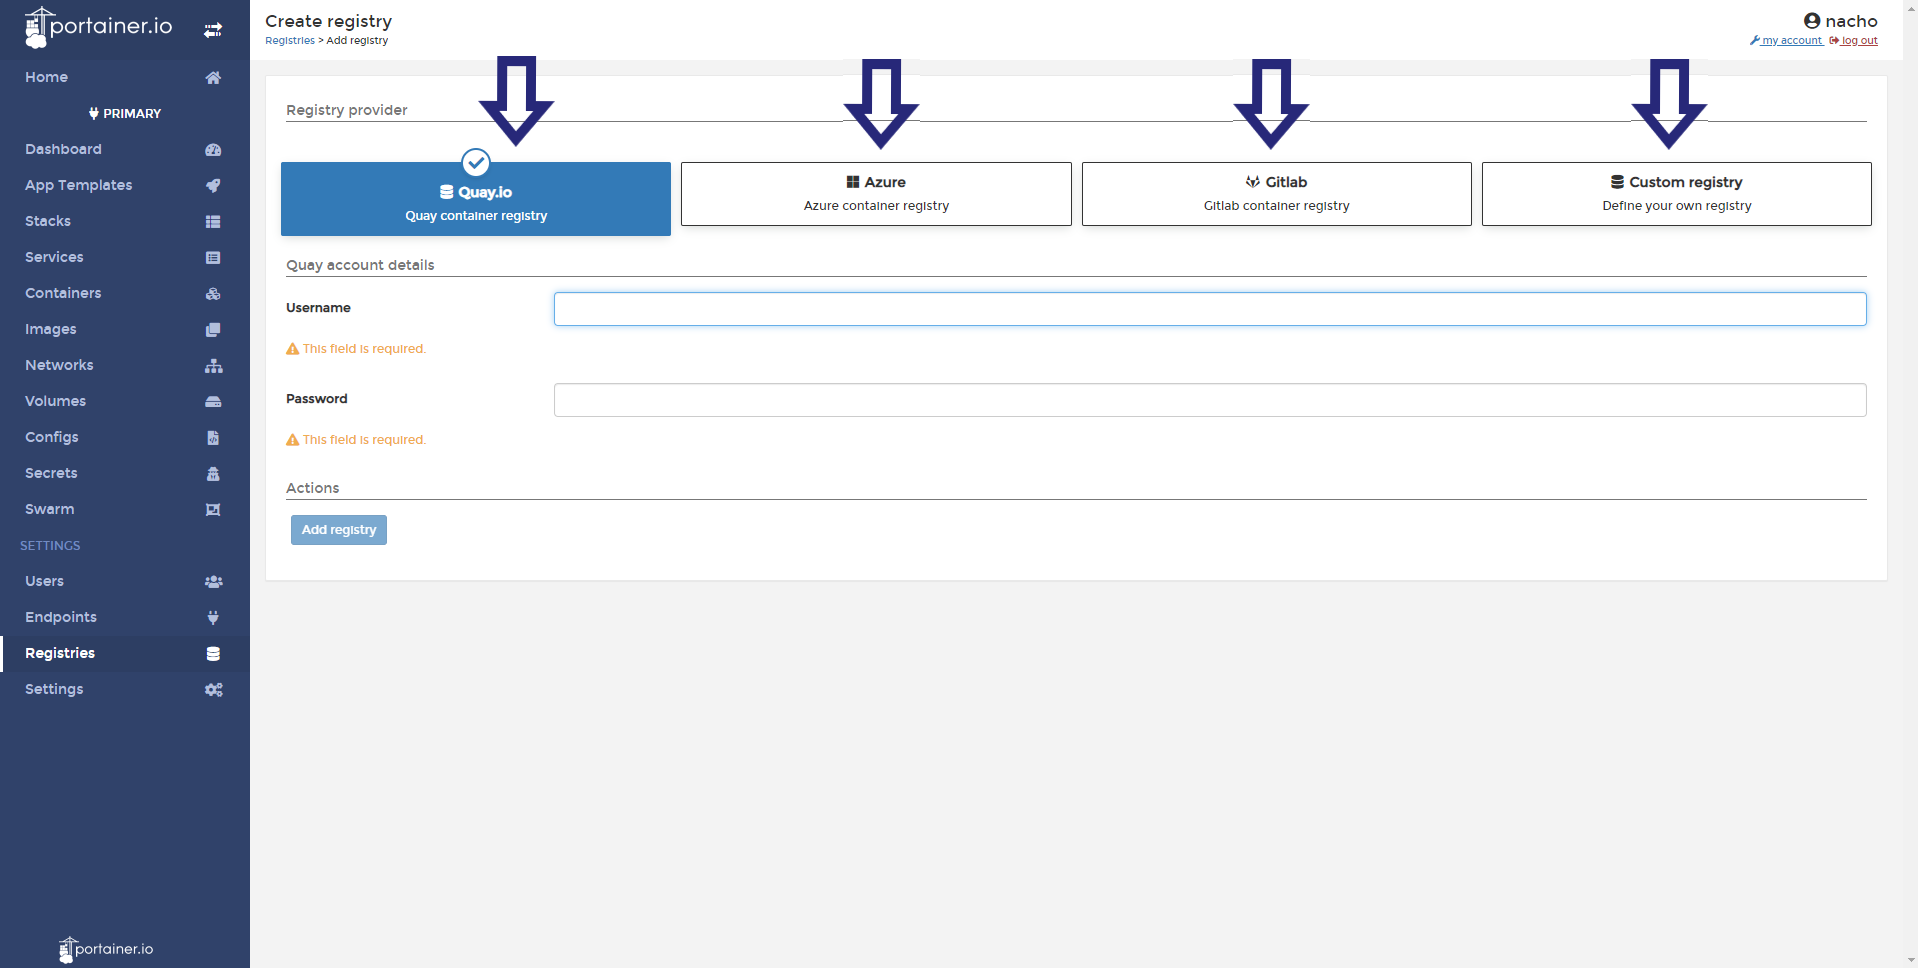 portainer.io
Home
PRIMARY
Dashboard
App Templates
Stacks
Services
Containers
Images
Networks
Volumes
Configs
Secrets
Swarm
SETTINGS
Users
Endpoints
Registries
Settings
portainer.io
Create registry
Registries > Add registry
nacho
my account log out
Registry provider
Quay.io
Quay container registry
Azure
Azure container registry
Gitlab
Gitlab container registry
Custom registry
Define your own registry
Quay account details
Username
This field is required.
Password
This field is required.
Actions
Add registry